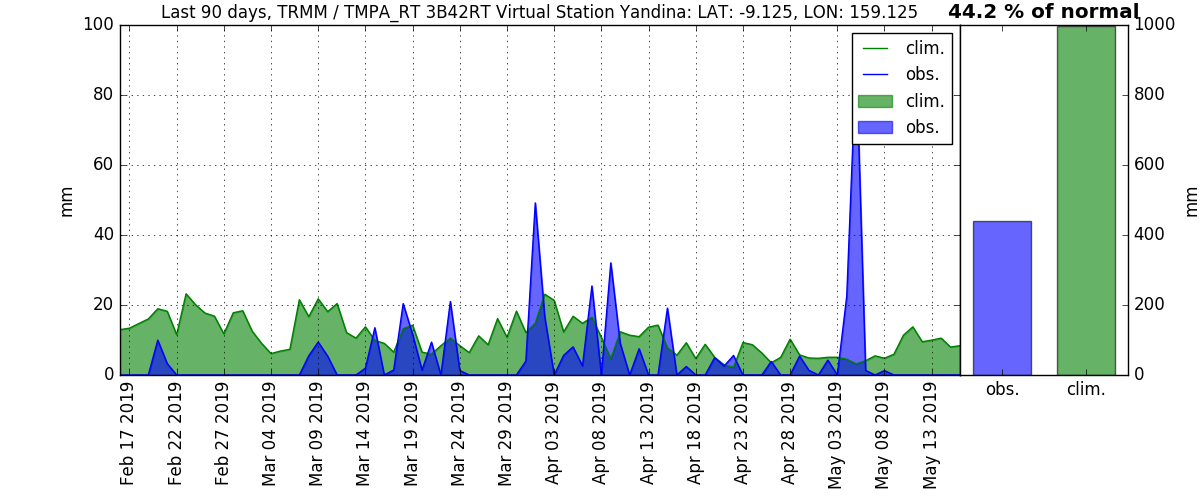 Last 90 days, TRMM / TMPA_RT 3B42RT Virtual Station Yandina: LAT: -9.125, LON: 159.125
44.2 % of normal
100
80
60
40
20
0
mm
clim.
obs.
clim.
obs.
1000
800
600
400
200
0
mm
obs.
clim.
Feb 17 2019
Feb 22 2019
Feb 27 2019
Mar 04 2019
Mar 09 2019
Mar 14 2019
Mar 19 2019
Mar 24 2019
Mar 29 2019
Apr 03 2019
Apr 08 2019
Apr 13 2019
Apr 18 2019
Apr 23 2019
Apr 28 2019
May 03 2019
May 08 2019
May 13 2019